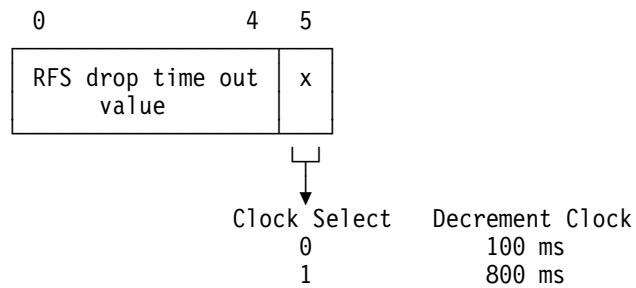 0 4 5
RFS drop time out x
value
Clock Select Decrement Clock
0 100 ms
1 800 ms